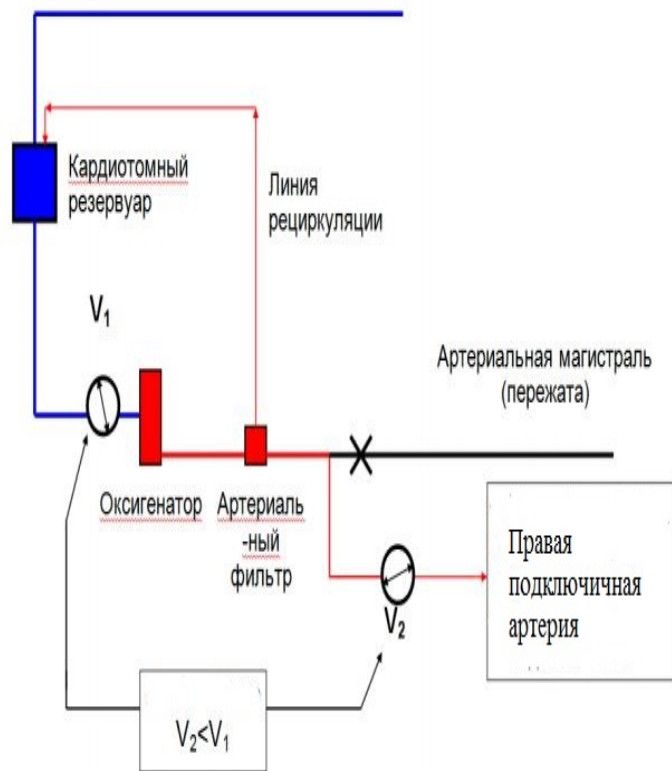 Кардиотомный
резервуар
Линия
рециркуляции
V1
Артериальная магистраль
(пережата)
Оксигенатор
Артериаль
-ный
фильтр
Правая
подключичная
артерия
V2
V2<V1